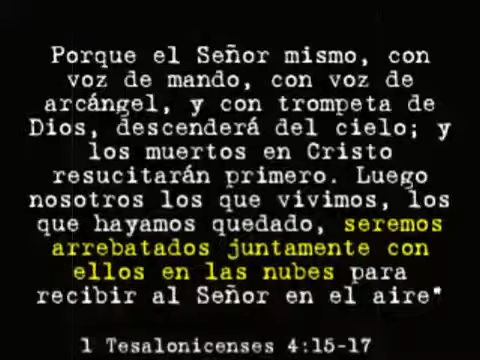 Porque el Señor mismo, con
voz de mando, con voz de
arcángel, y con trompeta de
Dios, descenderá del cielo; y
los muertos en Cristo
resucitarán primero. Luego
nosotros los que vivimos, los
que hayamos quedado, seremos
arrebatados juntamente con
ellos en las nubes para
recibir al Señor en el aire"
1 Tesalonicenses 4:15-17